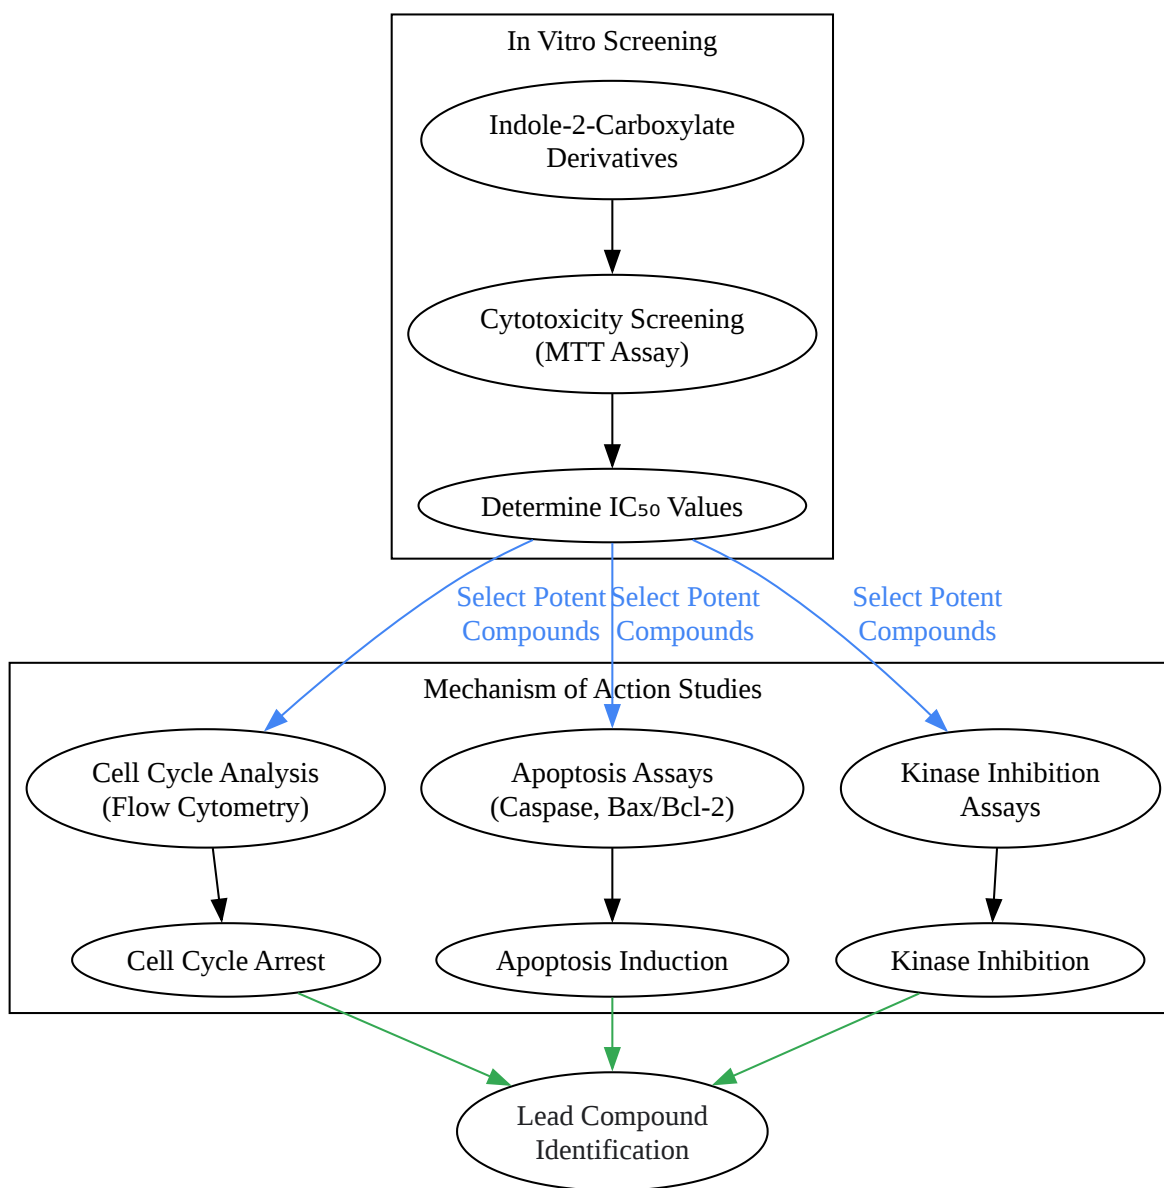 In Vitro Screening
Indole-2-Carboxylate
Derivatives
Cytotoxicity Screening
(MTT Assay)
Determine IC₅₀ Values
Select Potent
Compounds
Select Potent
Compounds
Select Potent
Compounds
Mechanism of Action Studies
Cell Cycle Analysis
(Flow Cytometry)
Apoptosis Assays
(Caspase, Bax/Bcl-2)
Kinase Inhibition
Assays
Cell Cycle Arrest
Apoptosis Induction
Kinase Inhibition
Lead Compound
Identification